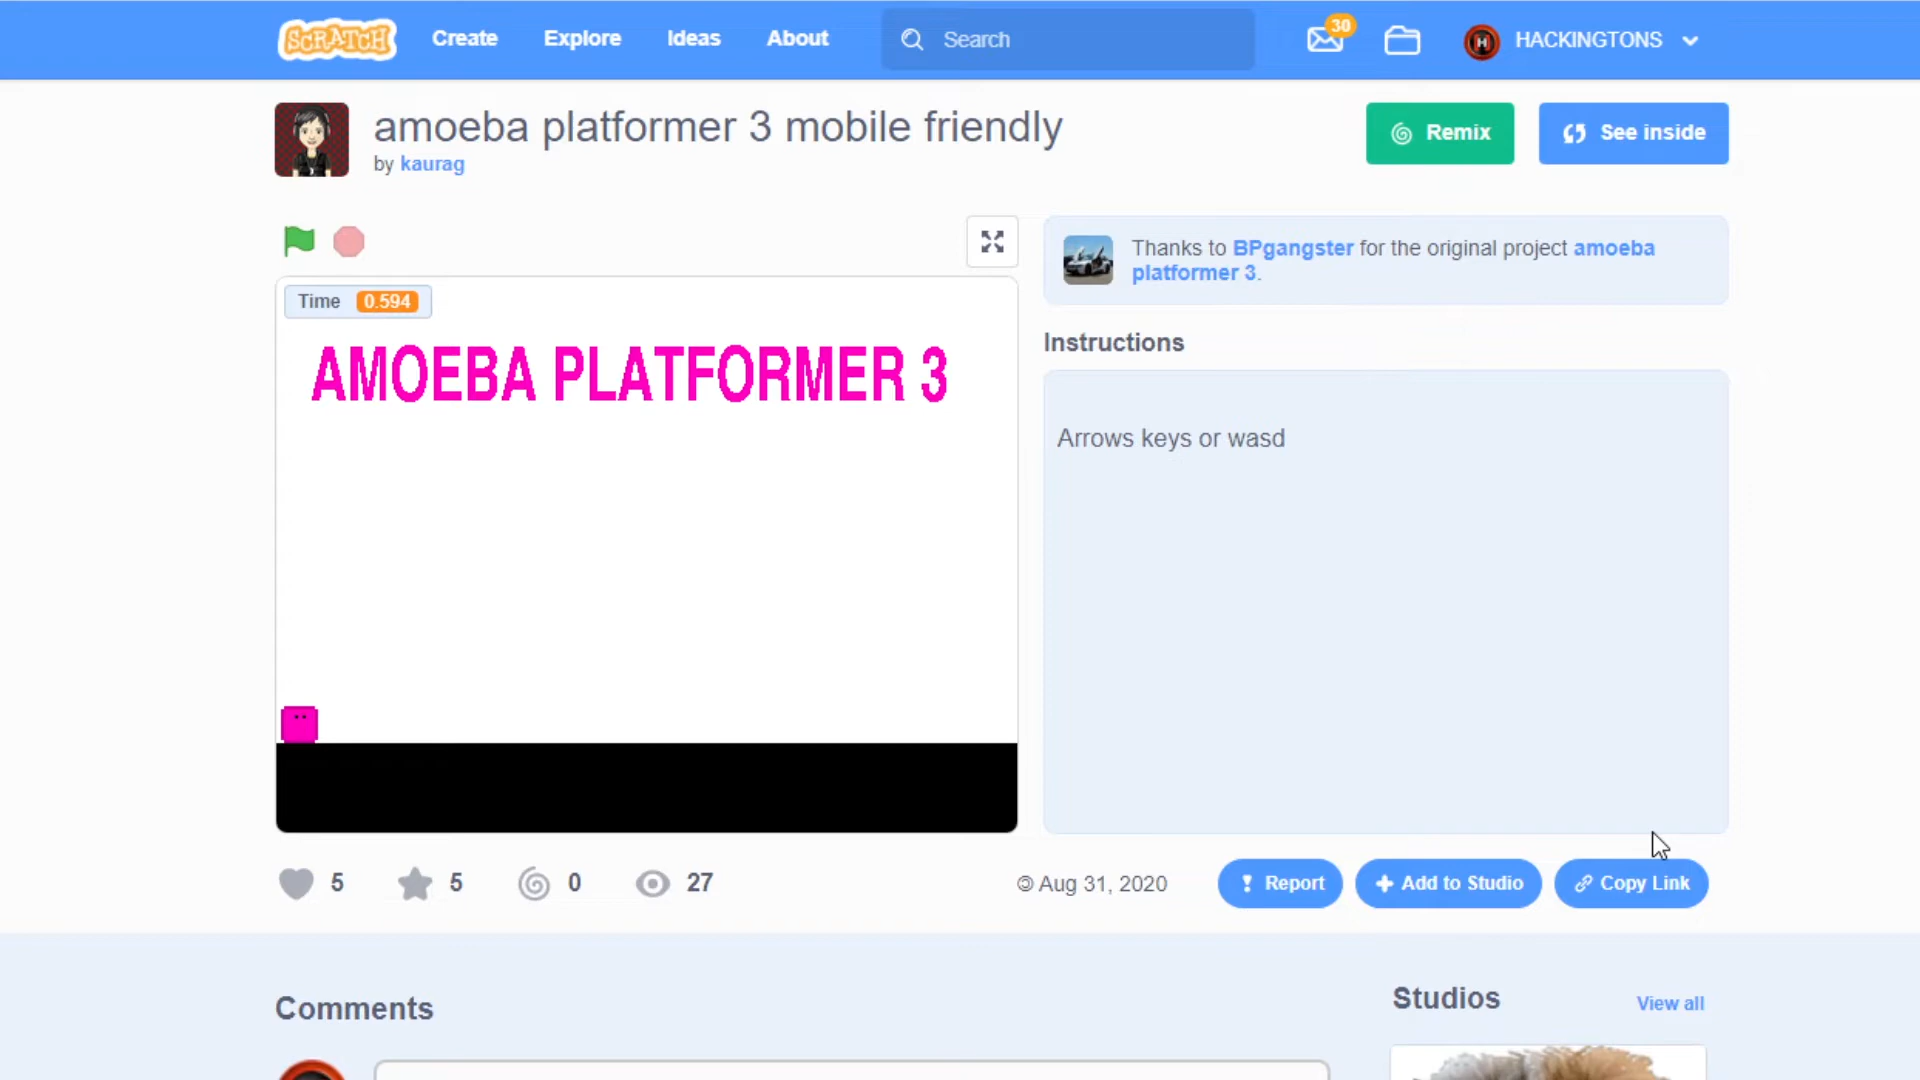 SCRATCH Create Explore Ideas About Search 30 HACKINGTONS
amoeba platformer 3 mobile friendly
by kaurag
Remix See inside
Time 0.594
AMOEBA PLATFORMER 3
Thanks to BPgangster for the original project amoeba
platformer 3.
Instructions
Arrows keys or wasd
5 5 0 27 Aug 31, 2020 Report Add to Studio Copy Link
Comments
Studios View all